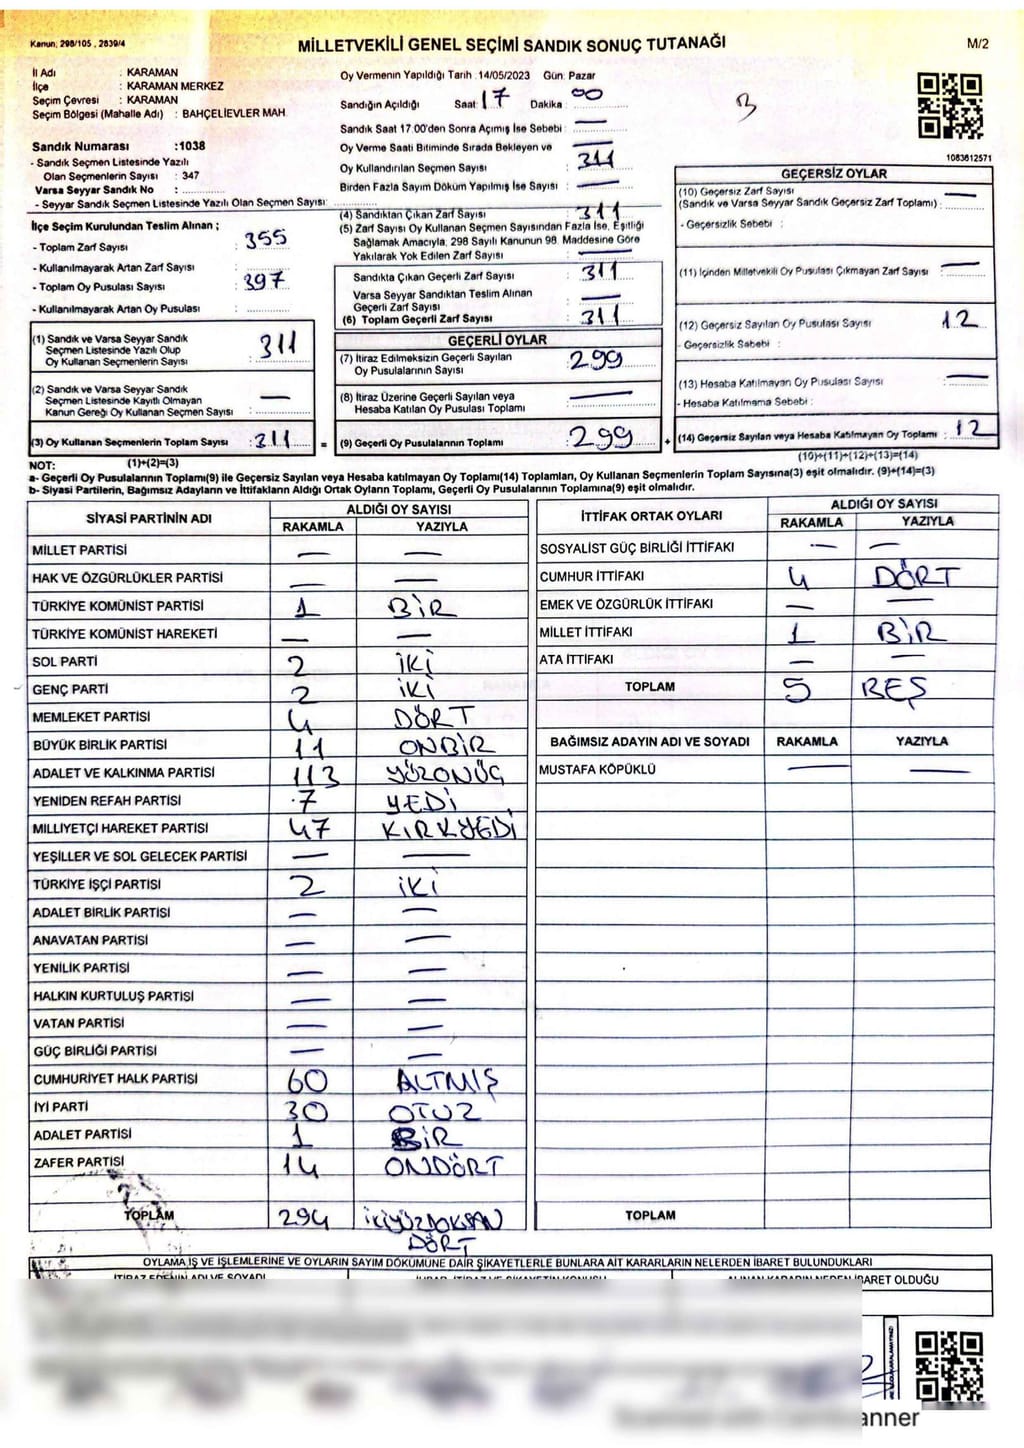 Kanun; 298/105 , 2839/4
MİLLETVEKİLİ GENEL SEÇİMİ SANDIK SONUÇ TUTANAĞI
M/2
İl Adı : KARAMAN
İlçe : KARAMAN MERKEZ
Seçim Çevresi : KARAMAN
Seçim Bölgesi (Mahalle Adı) : BAHÇELİEVLER MAH.
Sandık Numarası :1038
- Sandık Seçmen Listesinde Yazılı
Olan Seçmenlerin Sayısı : 347
Varsa Seyyar Sandık No :
- Seyyar Sandık Seçmen Listesinde Yazılı Olan Seçmen Sayısı:
Oy Vermenin Yapıldığı Tarih :14/05/2023 Gün: Pazar
Sandığın Açıldığı Saat: 17 Dakika : 00
Sandık Saat 17.00'den Sonra Açımış İse Sebebi : —
Oy Verme Saati Bitiminde Sırada Bekleyen ve —
Oy Kullandırılan Seçmen Sayısı : 311
Birden Fazla Sayım Döküm Yapılmış İse Sayısı : —
3
1083612571
İlçe Seçim Kurulundan Teslim Alınan ;
- Toplam Zarf Sayısı : 355
- Kullanılmayarak Artan Zarf Sayısı :
- Toplam Oy Pusulası Sayısı : 397
- Kullanılmayarak Artan Oy Pusulası :
(4) Sandıktan Çıkan Zarf Sayısı : 311
(5) Zarf Sayısı Oy Kullanan Seçmen Sayısından Fazla İse, Eşitliği
Sağlamak Amacıyla, 298 Sayılı Kanunun 98. Maddesine Göre
Yakılarak Yok Edilen Zarf Sayısı : —
Sandıkta Çıkan Geçerli Zarf Sayısı : 311
Varsa Seyyar Sandıktan Teslim Alınan
Geçerli Zarf Sayısı : —
(6) Toplam Geçerli Zarf Sayısı : 311
GEÇERSİZ OYLAR
(10) Geçersiz Zarf Sayısı —
(Sandık ve Varsa Seyyar Sandık Geçersiz Zarf Toplamı) :
- Geçersizlik Sebebi :
(11) İçinden Milletvekili Oy Pusulası Çıkmayan Zarf Sayısı : —
(12) Geçersiz Sayılan Oy Pusulası Sayısı : 12
- Geçersizlik Sebebi :
(13) Hesaba Katılmayan Oy Pusulası Sayısı : —
- Hesaba Katılmama Sebebi :
(14) Geçersiz Sayılan veya Hesaba Katılmayan Oy Toplamı : 12
(10)+(11)+(12)+(13)=(14)
(1) Sandık ve Varsa Seyyar Sandık
Seçmen Listesinde Yazılı Olup
Oy Kullanan Seçmenlerin Sayısı : 311
(2) Sandık ve Varsa Seyyar Sandık
Seçmen Listesinde Kayıtlı Olmayan
Kanun Gereği Oy Kullanan Seçmen Sayısı : —
(3) Oy Kullanan Seçmenlerin Toplam Sayısı : 311 =
(1)+(2)=(3)
GEÇERLİ OYLAR
(7) İtiraz Edilmeksizin Geçerli Sayılan
Oy Pusulalarının Sayısı : 299
(8) İtiraz Üzerine Geçerli Sayılan veya
Hesaba Katılan Oy Pusulası Toplamı : —
(9) Geçerli Oy Pusulalarının Toplamı : 299 +
NOT:
a- Geçerli Oy Pusulalarının Toplamı(9) ile Geçersiz Sayılan veya Hesaba katılmayan Oy Toplamı(14) Toplamları, Oy Kullanan Seçmenlerin Toplam Sayısına(3) eşit olmalıdır. (9)+(14)=(3)
b- Siyasi Partilerin, Bağımsız Adayların ve İttifakların Aldığı Ortak Oyların Toplamı, Geçerli Oy Pusulalarının Toplamına(9) eşit olmalıdır.
SİYASİ PARTİNİN ADI ALDIĞI OY SAYISI
RAKAMLA YAZIYLA
MİLLET PARTİSİ — —
HAK VE ÖZGÜRLÜKLER PARTİSİ — —
TÜRKİYE KOMÜNİST PARTİSİ 1 BİR
TÜRKİYE KOMÜNİST HAREKETİ — —
SOL PARTİ 2 İKİ
GENÇ PARTİ 2 İKİ
MEMLEKET PARTİSİ 4 DÖRT
BÜYÜK BİRLİK PARTİSİ 11 ONBİR
ADALET VE KALKINMA PARTİSİ 113 YÜZONÜÇ
YENİDEN REFAH PARTİSİ 7 YEDİ
MİLLİYETÇİ HAREKET PARTİSİ 47 KIRKYEDİ
YEŞİLLER VE SOL GELECEK PARTİSİ — —
TÜRKİYE İŞÇİ PARTİSİ 2 İKİ
ADALET BİRLİK PARTİSİ — —
ANAVATAN PARTİSİ — —
YENİLİK PARTİSİ — —
HALKIN KURTULUŞ PARTİSİ — —
VATAN PARTİSİ — —
GÜÇ BİRLİĞİ PARTİSİ — —
CUMHURİYET HALK PARTİSİ 60 ALTMIŞ
İYİ PARTİ 30 OTUZ
ADALET PARTİSİ 1 BİR
ZAFER PARTİSİ 14 ONDÖRT
TOPLAM 294 İKİYÜZDOKSAN
DÖRT
İTTİFAK ORTAK OYLARI ALDIĞI OY SAYISI
RAKAMLA YAZIYLA
SOSYALİST GÜÇ BİRLİĞİ İTTİFAKI — —
CUMHUR İTTİFAKI 4 DÖRT
EMEK VE ÖZGÜRLÜK İTTİFAKI — —
MİLLET İTTİFAKI 1 BİR
ATA İTTİFAKI — —
TOPLAM 5 BEŞ
BAĞIMSIZ ADAYIN ADI VE SOYADI RAKAMLA YAZIYLA
MUSTAFA KÖPÜKLÜ — —
TOPLAM
OYLAMA İŞ VE İŞLEMLERİNE VE OYLARIN SAYIM DÖKÜMÜNE DAİR ŞİKAYETLERLE BUNLARA AİT KARARLARIN NELERDEN İBARET BULUNDUKLARI
İTİRAZ EDENİN ADI VE SOYADI
İBARET OLDUĞU
Scanned with CamScanner